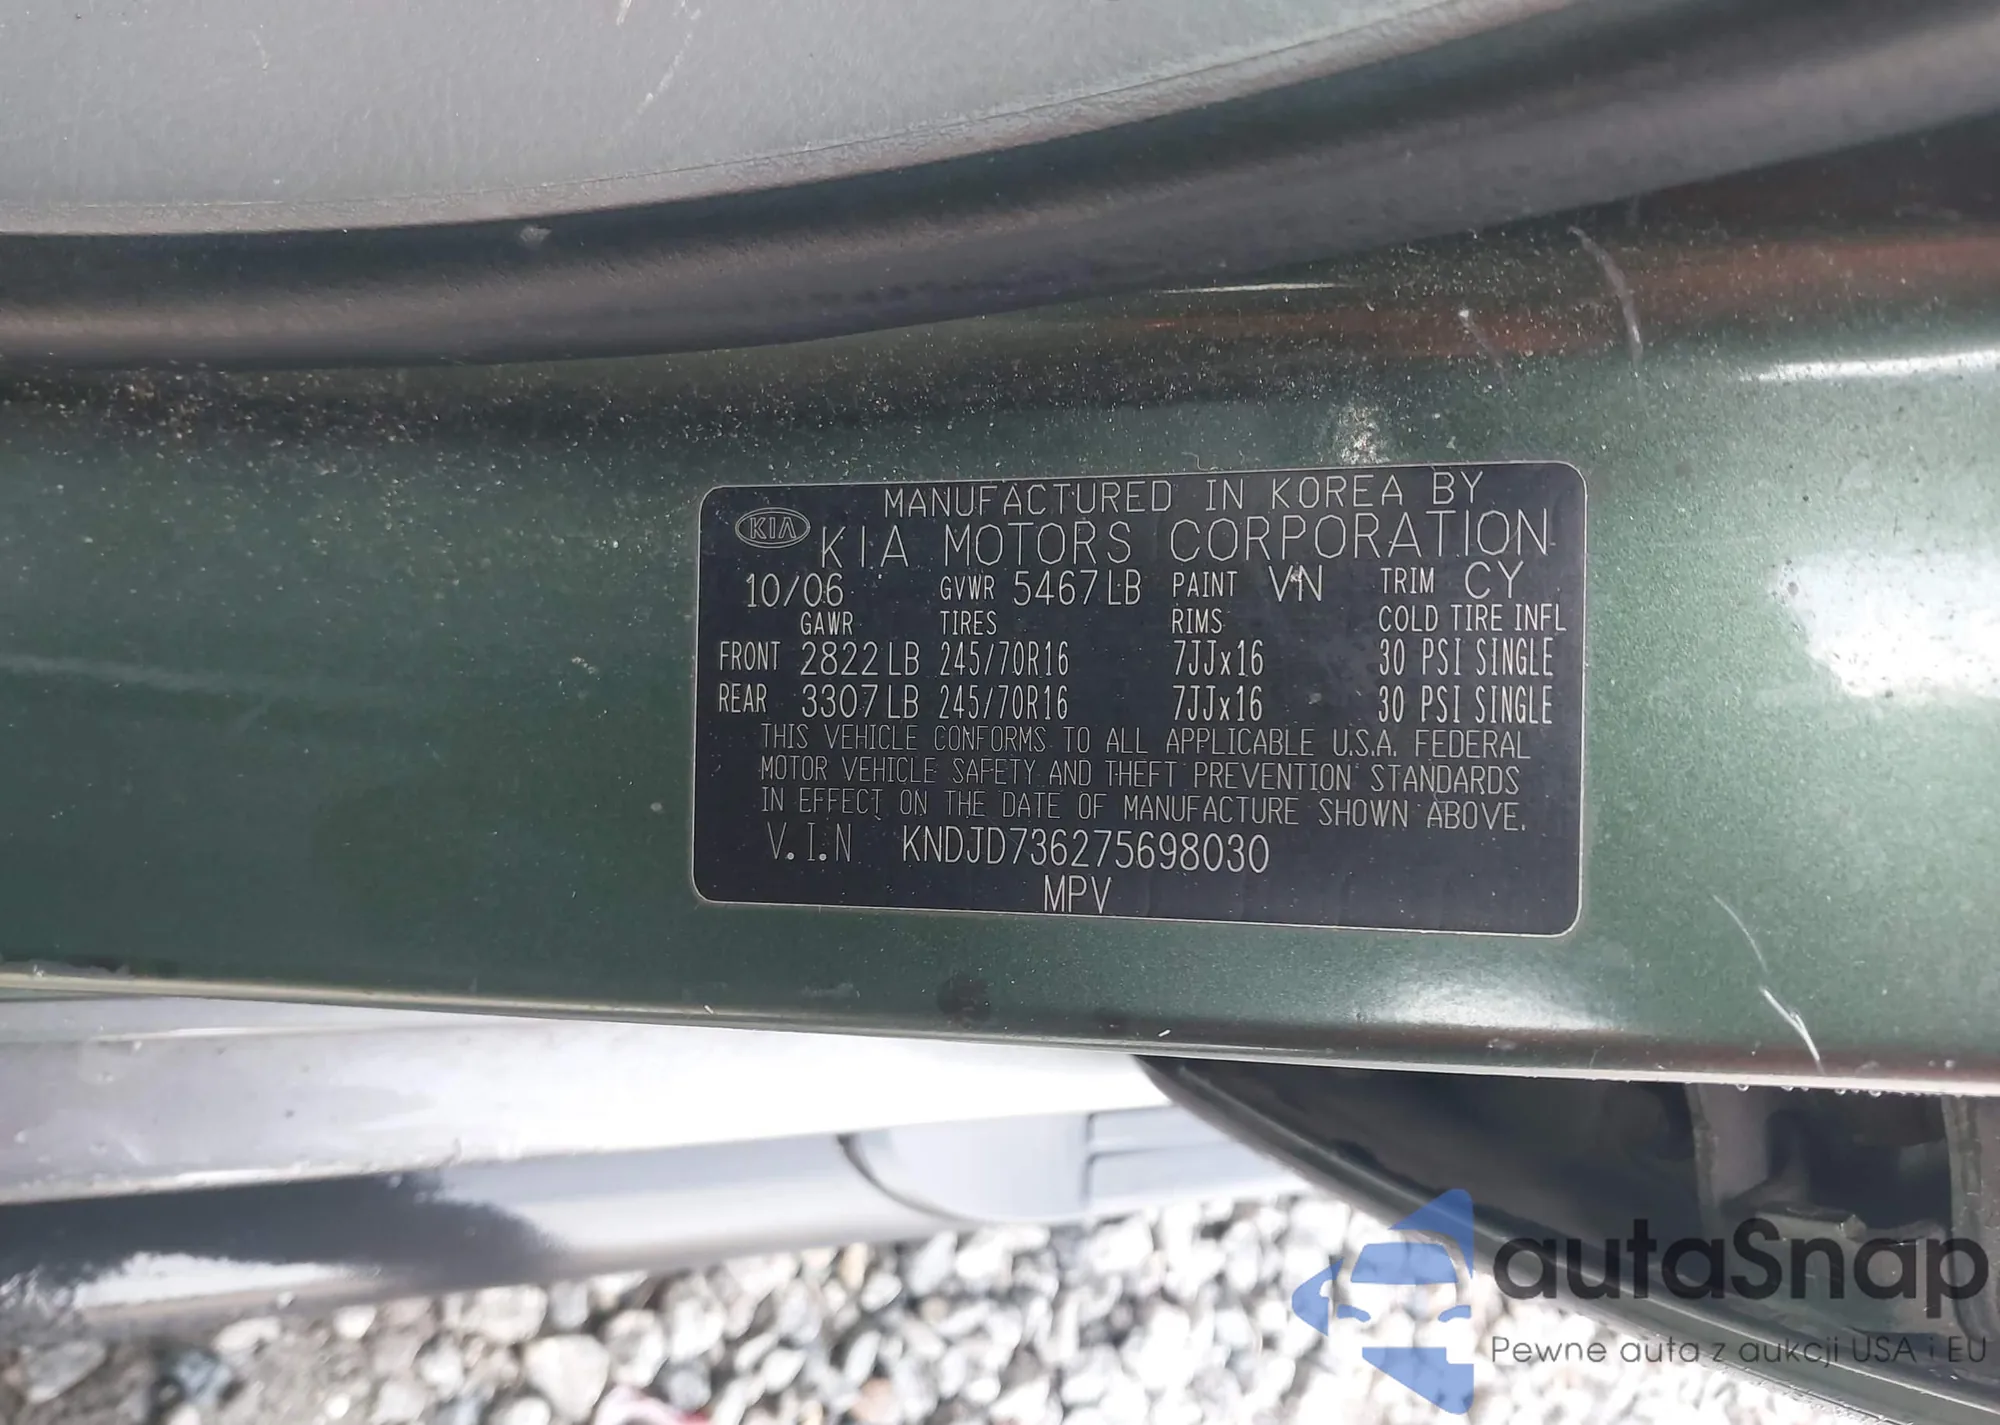 MANUFACTURED IN KOREA BY
KIA KIA MOTORS CORPORATION
10/06 GVWR 5467LB PAINT VN TRIM CY
GAWR TIRES RIMS COLD TIRE INFL
FRONT 2822LB 245/70R16 7JJx16 30 PSI SINGLE
REAR 3307LB 245/70R16 7JJx16 30 PSI SINGLE
THIS VEHICLE CONFORMS TO ALL APPLICABLE U.S.A. FEDERAL
MOTOR VEHICLE SAFETY AND THEFT PREVENTION STANDARDS
IN EFFECT ON THE DATE OF MANUFACTURE SHOWN ABOVE.
V.I.N KNDJD736275698030
MPV
autaSnap
Pewne auta z aukcji USA i EU